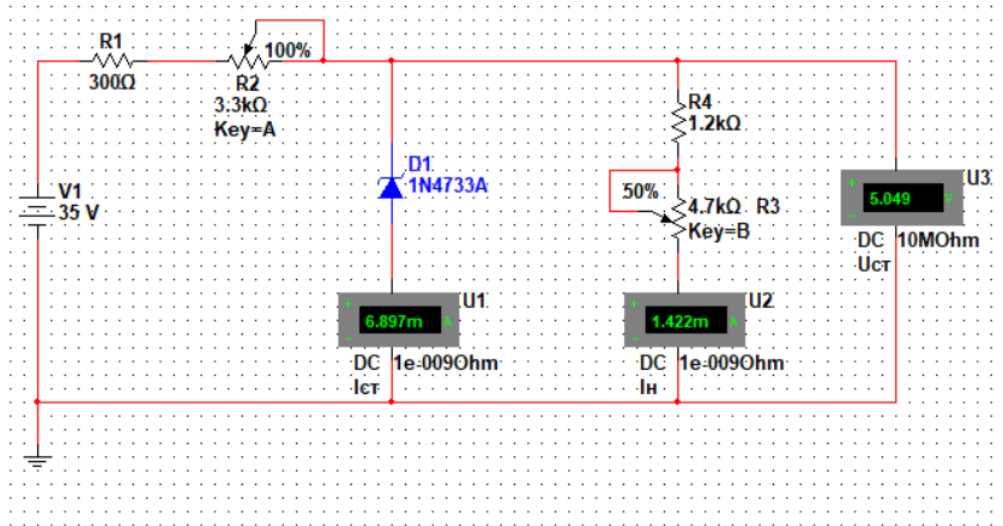 R1
300Ω
100%
R2
3.3kΩ
Key=A
V1
35 V
D1
1N4733A
R4
1.2kΩ
50%
4.7kΩ R3
Key=B
U3
+
5.049 V
-
DC 10MOhm
Uст
U1
+
6.897m A
-
DC 1e-009Ohm
Iст
U2
+
1.422m A
-
DC 1e-009Ohm
Iн